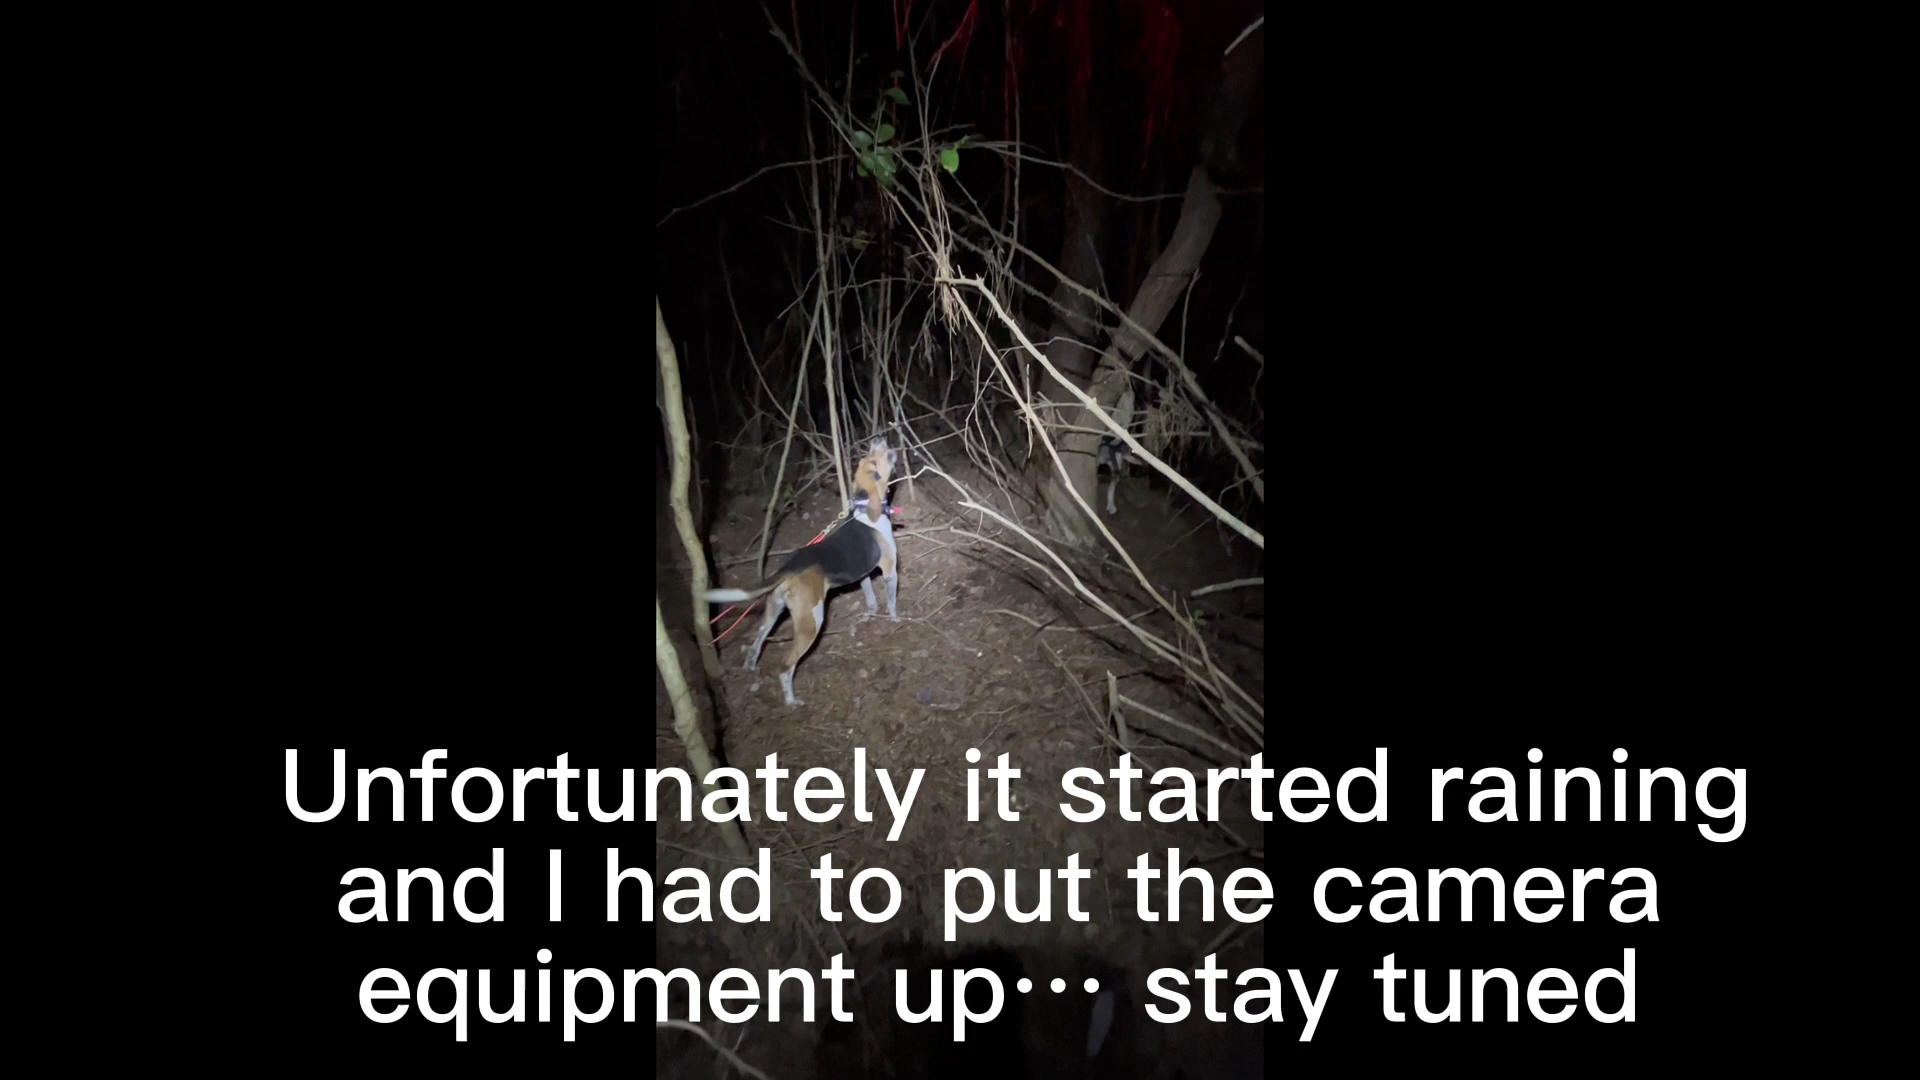 Unfortunately it started raining
and I had to put the camera
equipment up··· stay tuned